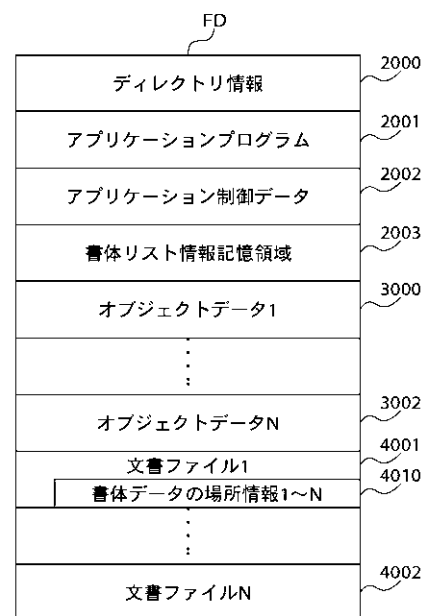 FD
ディレクトリ情報 2000
アプリケーションプログラム 2001
アプリケーション制御データ 2002
書体リスト情報記憶領域 2003
オブジェクトデータ1 3000
オブジェクトデータN 3002
文書ファイル1 4001
書体データの場所情報1〜N 4010
文書ファイルN 4002